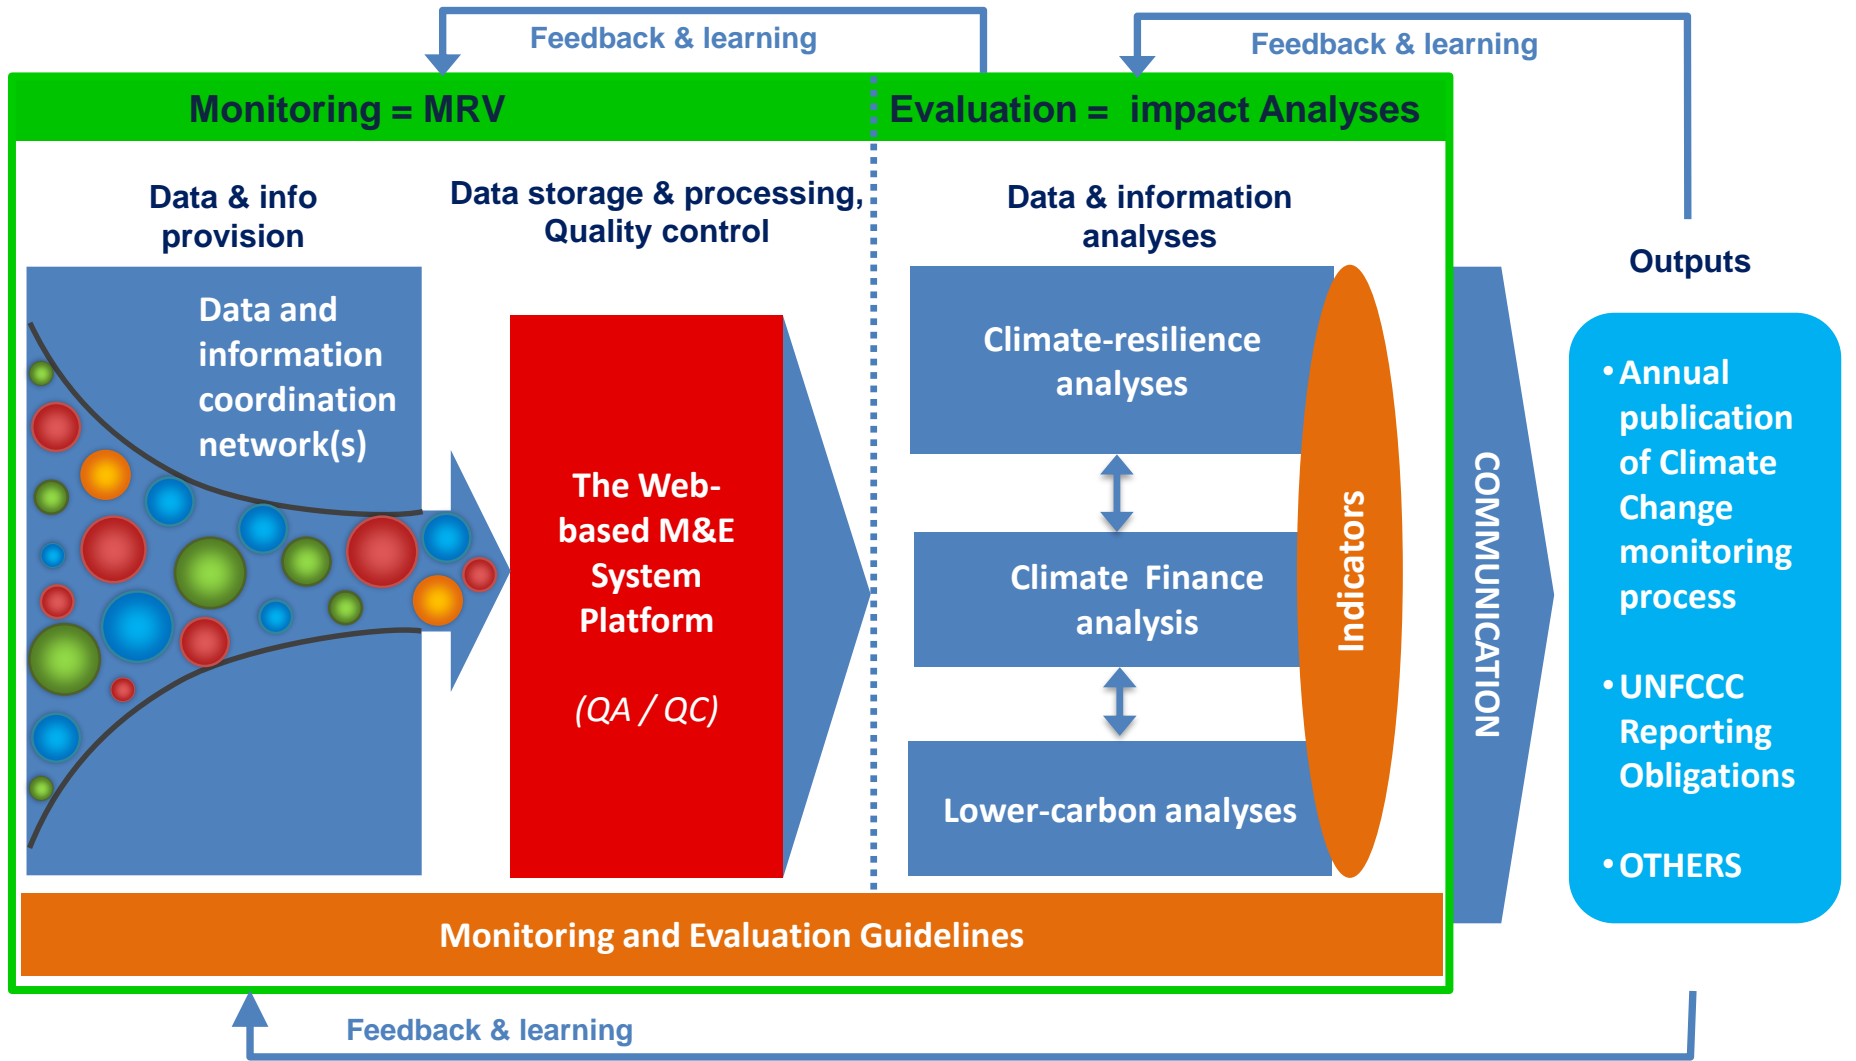 Feedback & learning
Feedback & learning
Monitoring = MRV
Evaluation =  impact Analyses
Data & info
provision
Data storage & processing,
Quality control
Data & information
analyses
Outputs
Data and
information
coordination
network(s)
The Web-
based M&E
System
Platform
(QA / QC)
Climate-resilience
analyses
Climate  Finance
analysis
Lower-carbon analyses
Indicators
COMMUNICATION
• Annual
publication
of Climate
Change
monitoring
process
• UNFCCC
Reporting
Obligations
• OTHERS
Monitoring and Evaluation Guidelines
Feedback & learning